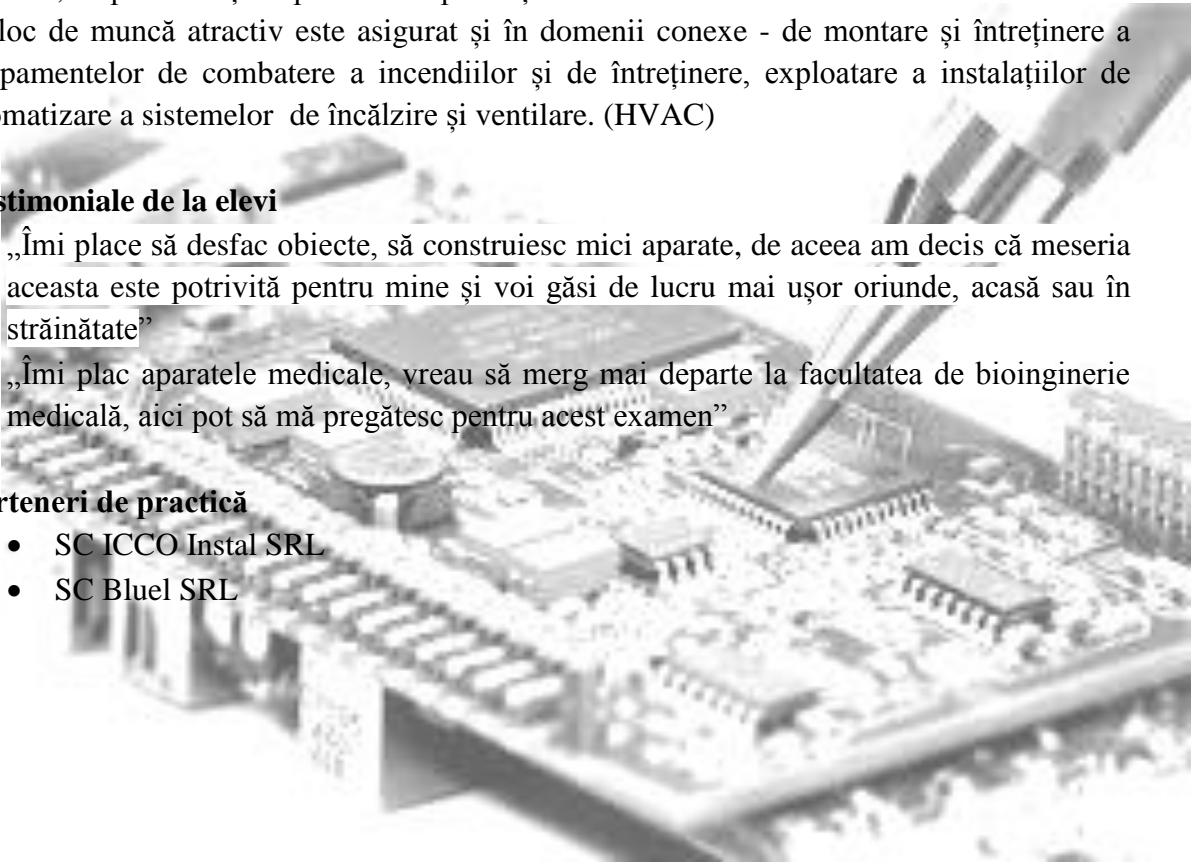 loc de muncă atractiv este asigurat și în domenii conexe - de montare și întreținere a
pamentelor de combatere a incendiilor și de întreținere, exploatare a instalațiilor de
omatizare a sistemelor de încălzire și ventilare. (HVAC)
stimoniale de la elevi
„Îmi place să desfac obiecte, să construiesc mici aparate, de aceea am decis că meseria
aceasta este potrivită pentru mine și voi găsi de lucru mai ușor oriunde, acasă sau în
străinătate”
„Îmi plac aparatele medicale, vreau să merg mai departe la facultatea de bioinginerie
medicală, aici pot să mă pregătesc pentru acest examen”
rteneri de practică
• SC ICCO Instal SRL
• SC Bluel SRL